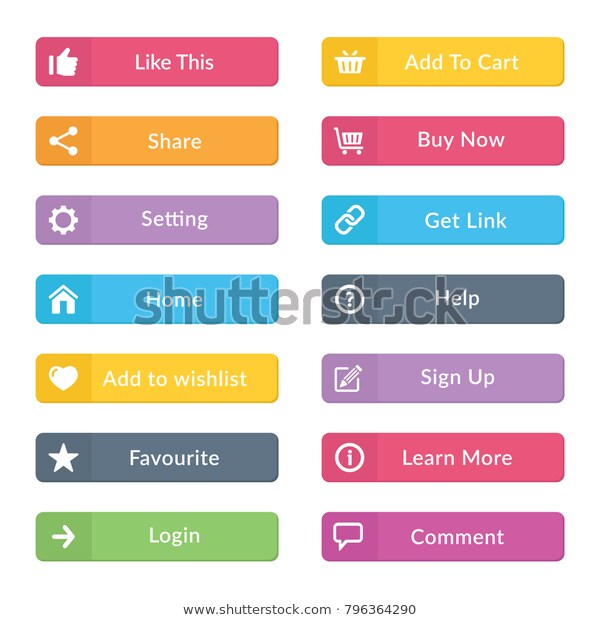 Like This
Add To Cart
Share
Buy Now
Setting
Get Link
Home
Help
shutterstock
Add to wishlist
Sign Up
Favourite
Learn More
Login
Comment
www.shutterstock.com · 796364290